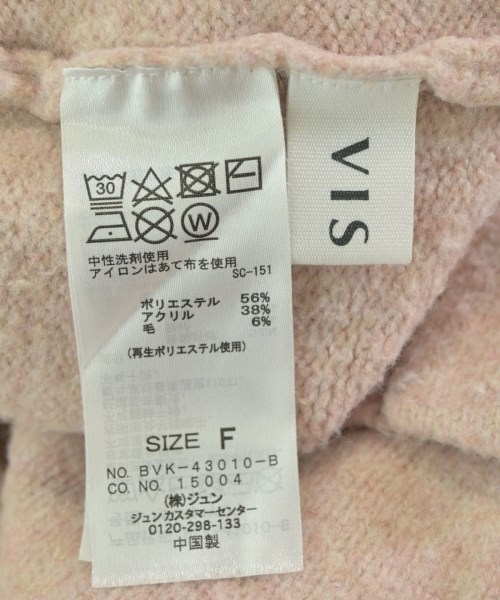 30
W
中性洗剤使用
アイロンはあて布を使用
SC-151
ポリエステル 56%
アクリル 38%
毛 6%
(再生ポリエステル使用)
SIZE F
NO. BVK-43010-B
CO. NO. 15004
(株)ジュン
ジュンカスタマーセンター
0120-298-133
中国製
VIS